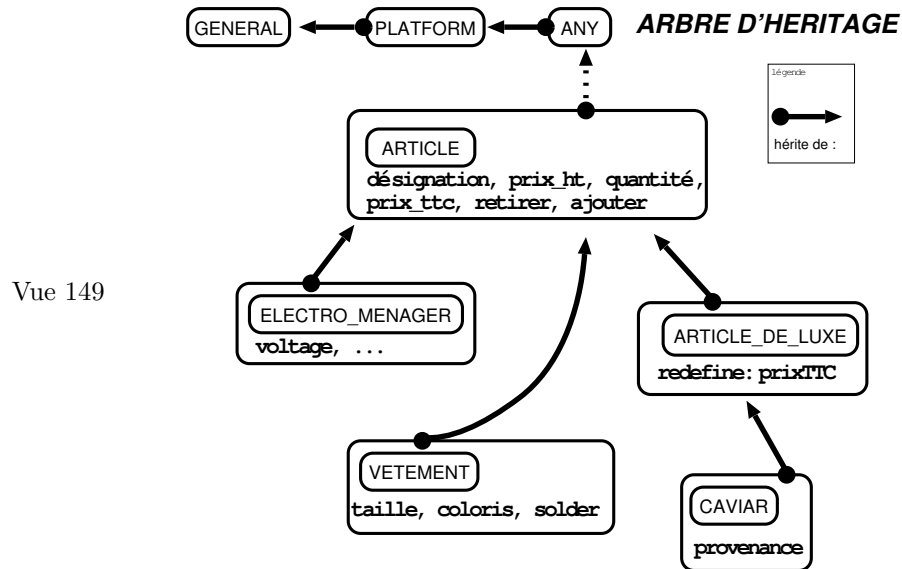 GENERAL PLATFORM ANY ARBRE D'HERITAGE
légende
hérite de :
ARTICLE
désignation, prix_ht, quantité,
prix_ttc, retirer, ajouter
Vue 149
ELECTRO_MENAGER
voltage, ...
ARTICLE_DE_LUXE
redefine: prixTTC
VETEMENT
taille, coloris, solder
CAVIAR
provenance